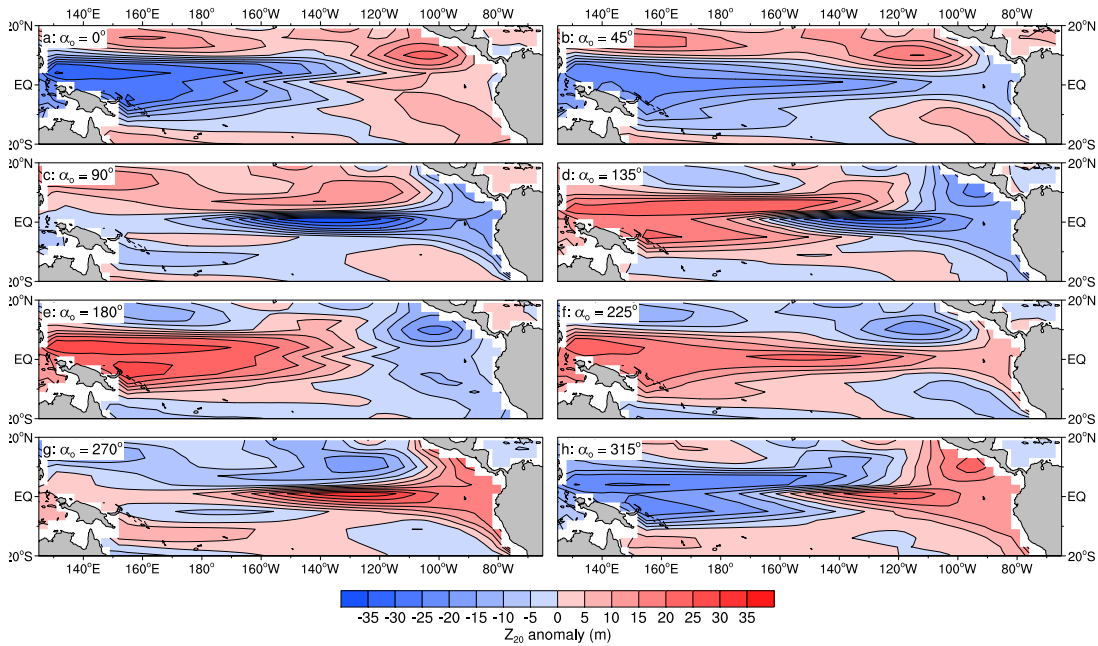 140°E 160°E 180° 160°W 140°W 120°W 100°W 80°W 140°E 160°E 180° 160°W 140°W 120°W 100°W 80°W
a: αo = 0° b: αo = 45° 20°N
EQ EQ
20°S 20°S
20°N c: αo = 90° d: αo = 135° 20°N
EQ EQ
20°S 20°S
20°N e: αo = 180° f: αo = 225° 20°N
EQ EQ
20°S 20°S
20°N g: αo = 270° h: αo = 315° 20°N
EQ EQ
20°S 20°S
140°E 160°E 180° 160°W 140°W 120°W 100°W 80°W 140°E 160°E 180° 160°W 140°W 120°W 100°W 80°W
-35 -30 -25 -20 -15 -10 -5 0 5 10 15 20 25 30 35
Z20 anomaly (m)